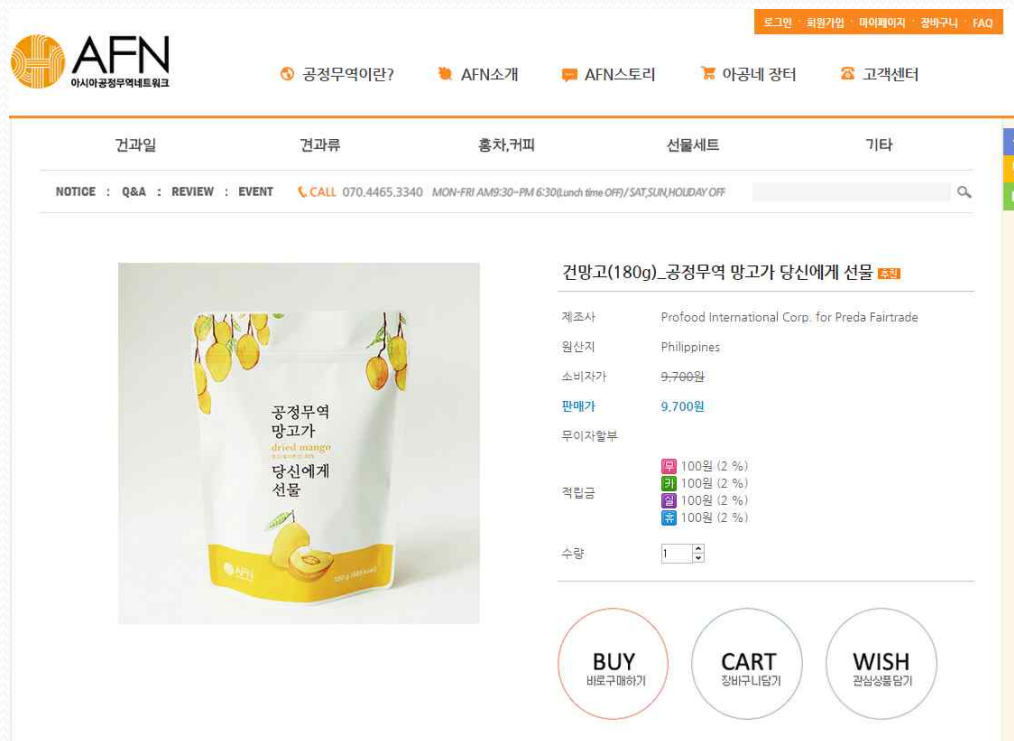 로그인 회원가입 마이페이지 장바구니 FAQ
AFN
아시아공정무역네트워크
공정무역이란? AFN소개 AFN스토리 아공네 장터 고객센터
건과일 견과류 홍차,커피 선물세트 기타
NOTICE : Q&A : REVIEW : EVENT CALL 070.4465.3340 MON-FRI AM9:30~PM 6:30(Lunch time OFF)/ SAT,SUN,HOLIDAY OFF
건망고(180g)_공정무역 망고가 당신에게 선물 추천
제조사 Profood International Corp. for Preda Fairtrade
원산지 Philippines
소비자가 9,700원
판매가 9,700원
무이자할부
적립금
무 100원 (2 %)
카 100원 (2 %)
실 100원 (2 %)
휴 100원 (2 %)
수량 1
BUY
바로구매하기
CART
장바구니담기
WISH
관심상품담기
공정무역
망고가
dried mango
당신에게
선물
AFN